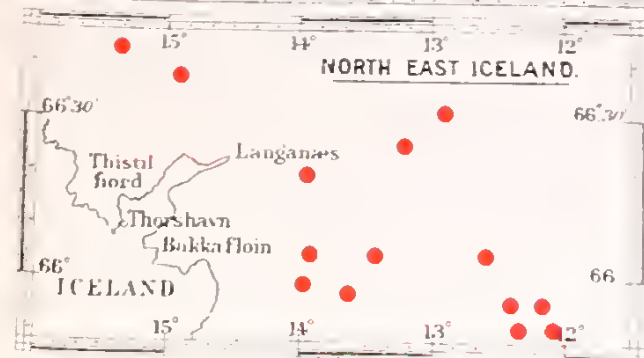 15° 14° 13° 12°
NORTH EAST ICELAND.
66°30' 66°30'
Langanæs
Thistil
fiord
Thorshavn
Bakkafloin
66° 66
ICELAND
15° 14° 13° 12°